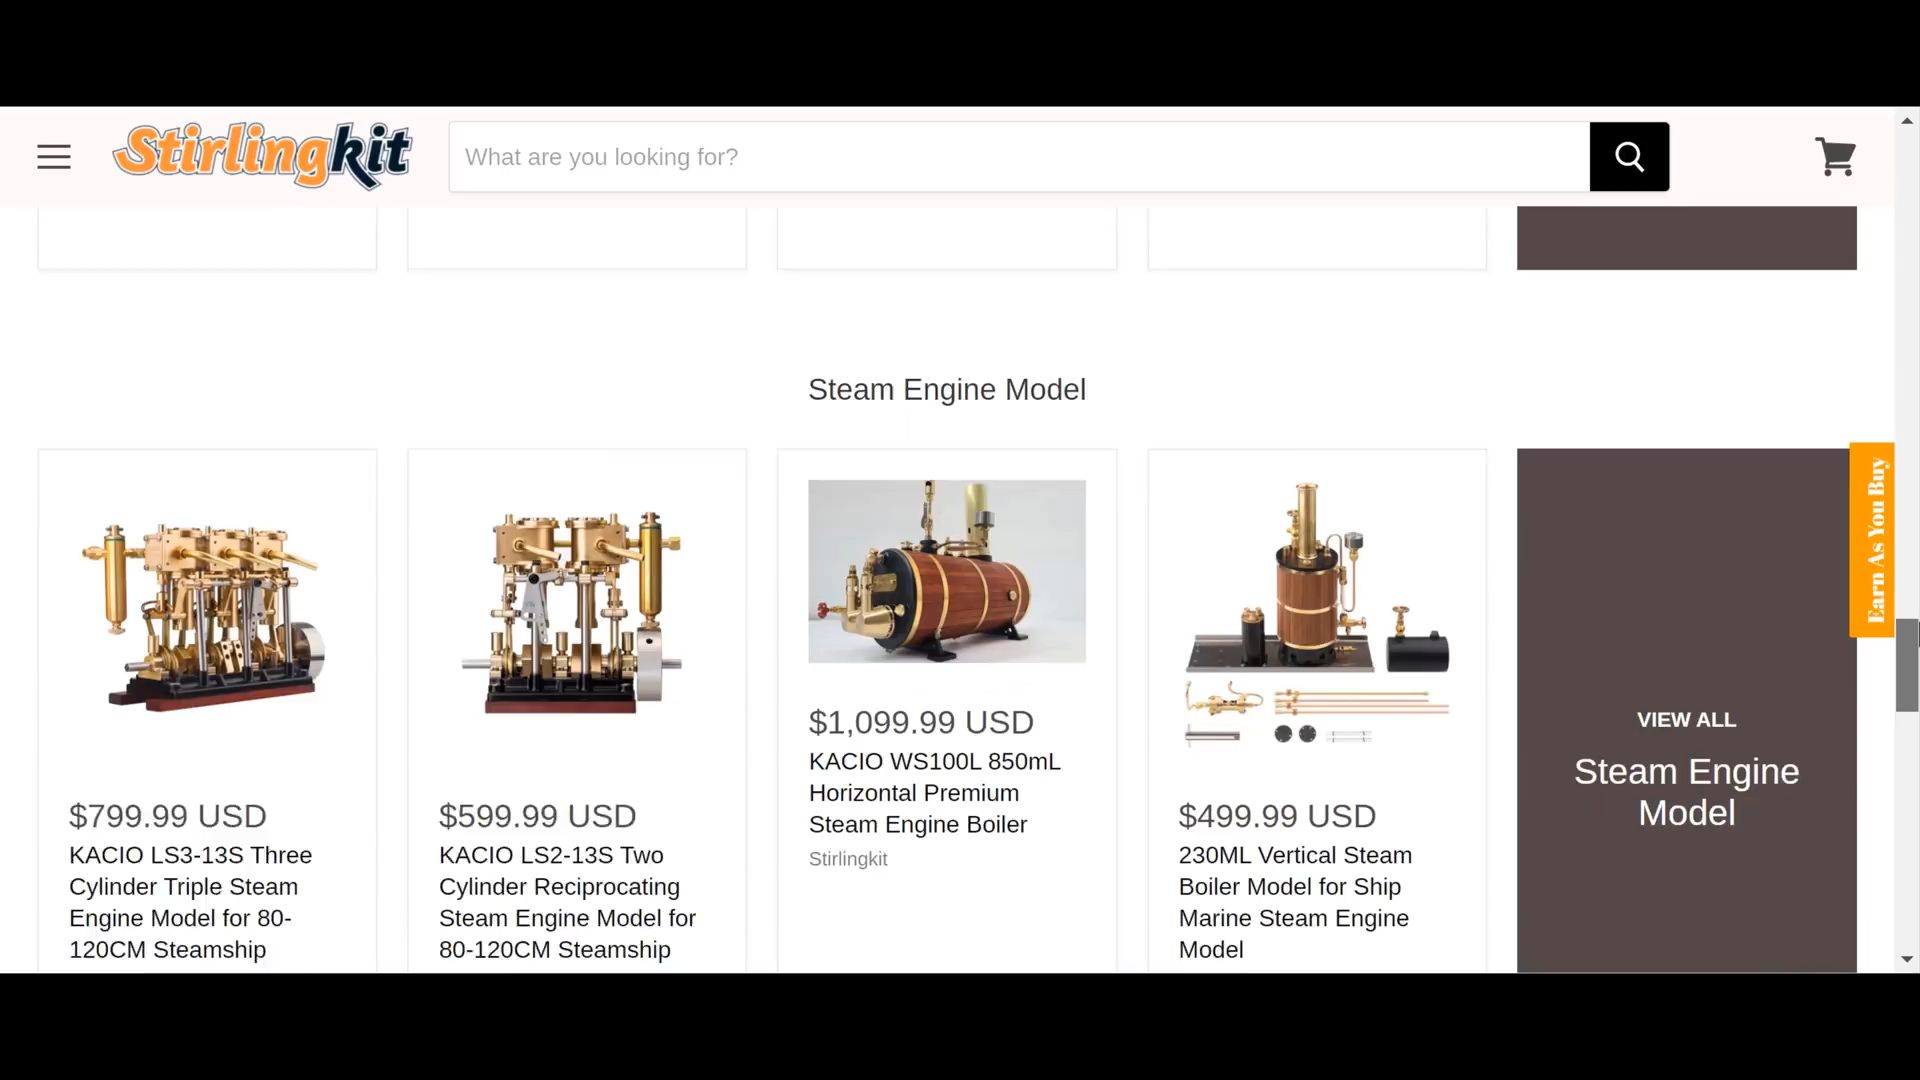 Stirlingkit
What are you looking for?
Steam Engine Model
Earn As You Buy
$799.99 USD
KACIO LS3-13S Three
Cylinder Triple Steam
Engine Model for 80-
120CM Steamship
$599.99 USD
KACIO LS2-13S Two
Cylinder Reciprocating
Steam Engine Model for
80-120CM Steamship
$1,099.99 USD
KACIO WS100L 850mL
Horizontal Premium
Steam Engine Boiler
Stirlingkit
$499.99 USD
230ML Vertical Steam
Boiler Model for Ship
Marine Steam Engine
Model
VIEW ALL
Steam Engine
Model